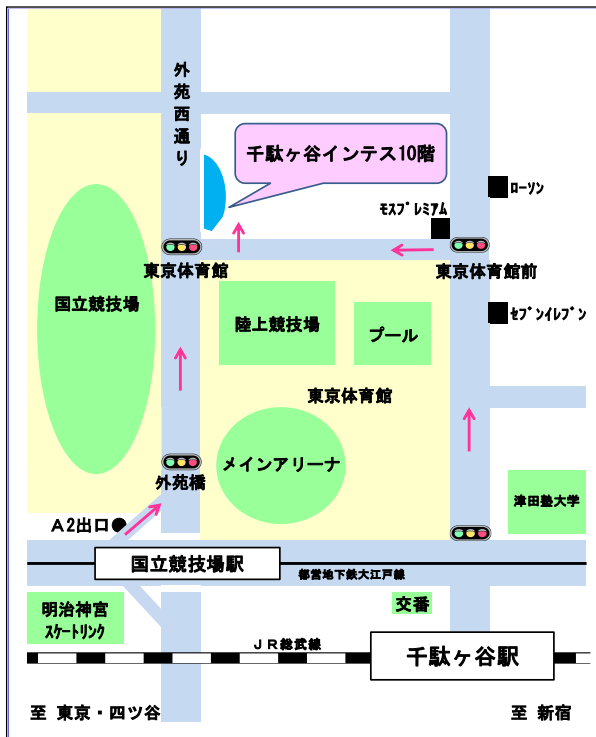 外苑西通り
千駄ヶ谷インテス10階
ﾛｰｿﾝ
ﾓｽﾌﾟﾚﾐｱﾑ
東京体育館
東京体育館前
国立競技場
陸上競技場
プール
ｾﾌﾞﾝｲﾚﾌﾞﾝ
東京体育館
メインアリーナ
外苑橋
津田塾大学
A2出口
国立競技場駅
都営地下鉄大江戸線
明治神宮
ｽｹｰﾄﾘﾝｸ
交番
ＪＲ総武線
千駄ヶ谷駅
至 東京・四ツ谷
至 新宿